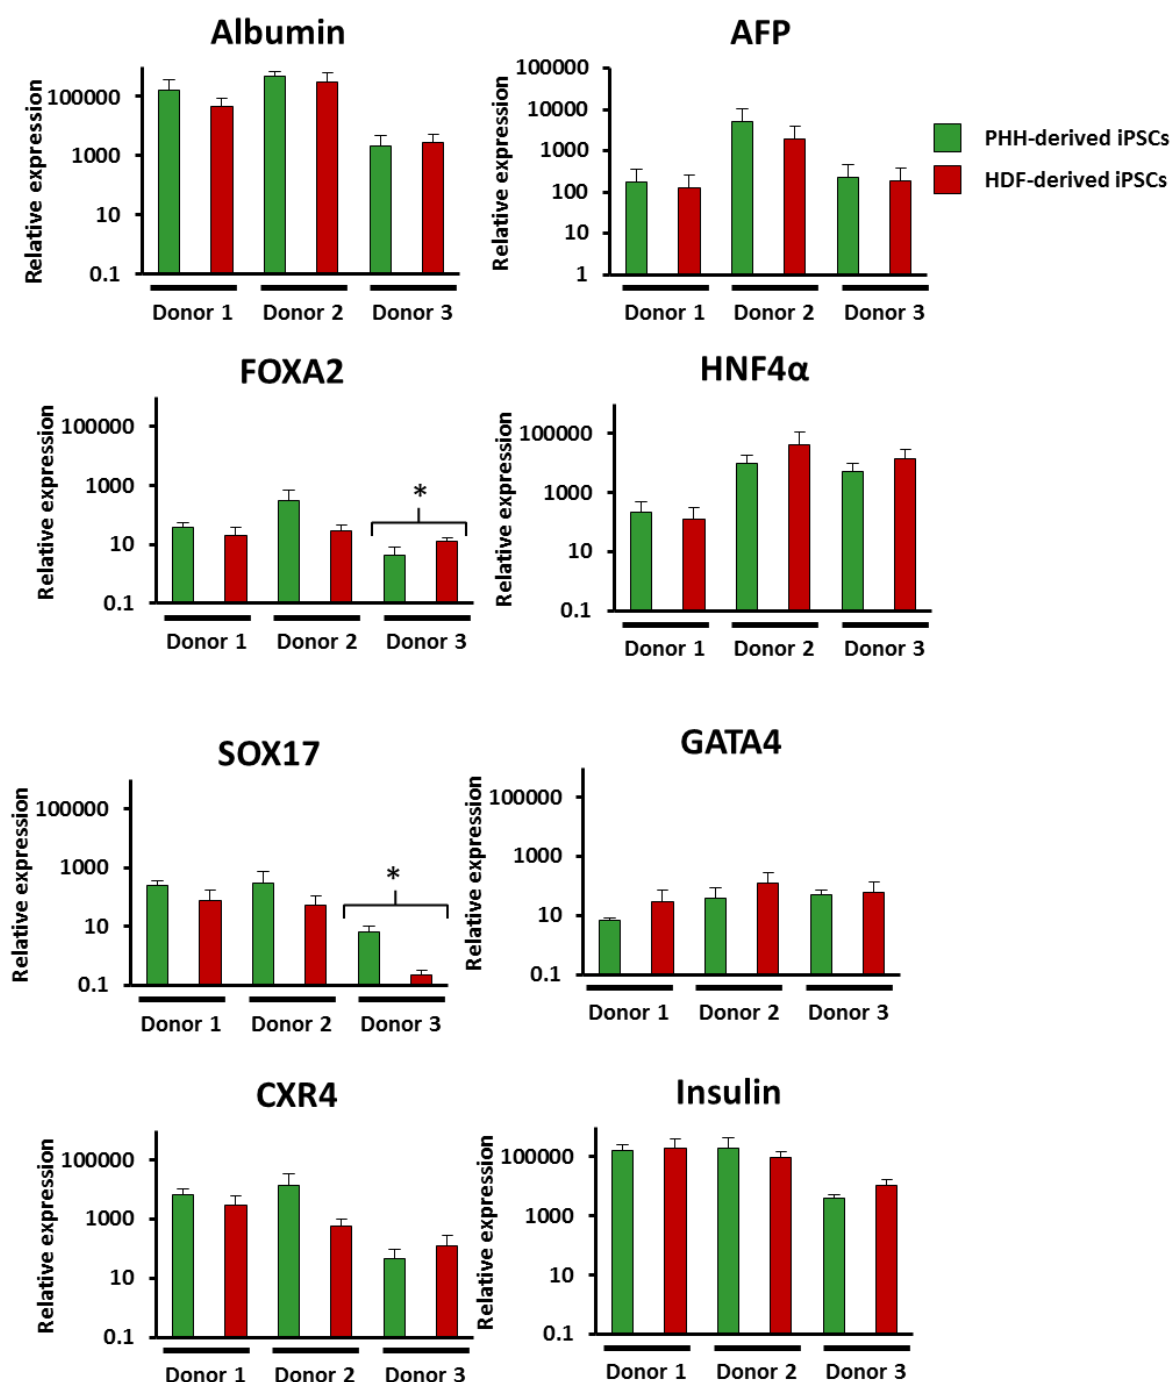 Albumin
Relative expression
100000
1000
10
0.1
Donor 1
Donor 2
Donor 3
AFP
Relative expression
100000
10000
1000
100
10
1
Donor 1
Donor 2
Donor 3
PHH-derived iPSCs
HDF-derived iPSCs
FOXA2
Relative expression
100000
1000
10
0.1
*
Donor 1
Donor 2
Donor 3
HNF4α
Relative expression
100000
1000
10
0.1
Donor 1
Donor 2
Donor 3
SOX17
Relative expression
100000
1000
10
0.1
*
Donor 1
Donor 2
Donor 3
GATA4
Relative expression
100000
1000
10
0.1
Donor 1
Donor 2
Donor 3
CXR4
Relative expression
100000
1000
10
0.1
Donor 1
Donor 2
Donor 3
Insulin
Relative expression
100000
1000
10
0.1
Donor 1
Donor 2
Donor 3